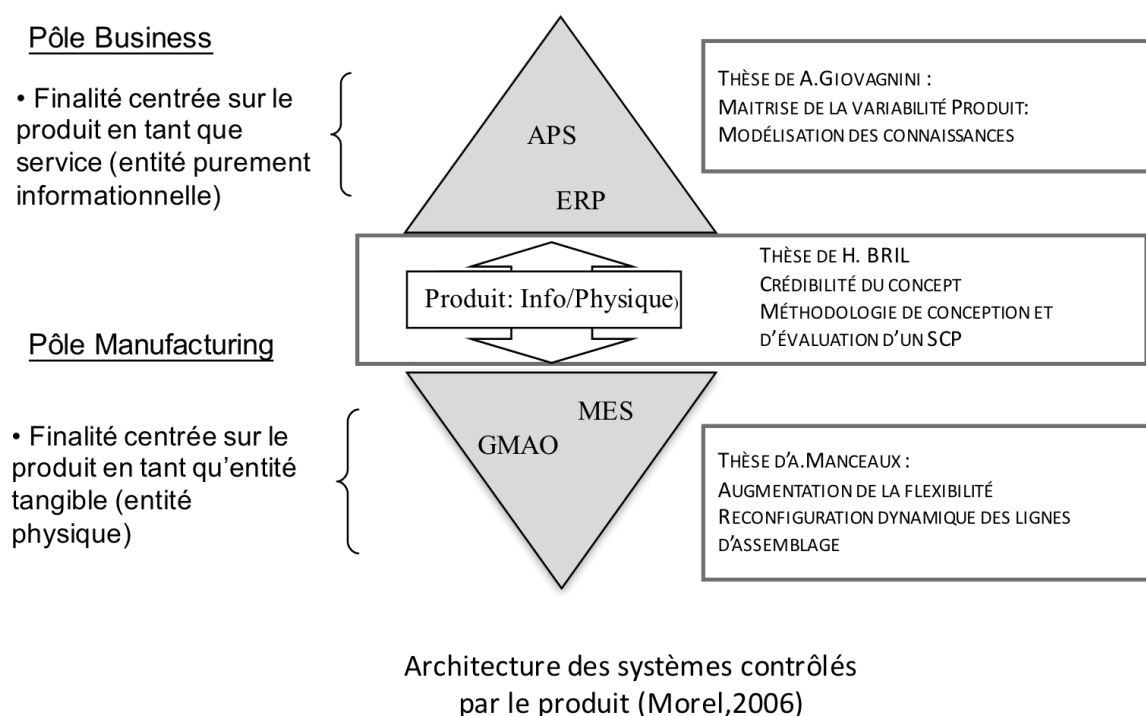 Pôle Business
• Finalité centrée sur le
produit en tant que
service (entité purement
informationnelle)
APS
ERP
THÈSE DE A.GIOVAGNINI :
MAITRISE DE LA VARIABILITÉ PRODUIT:
MODÉLISATION DES CONNAISSANCES
Produit: Info/Physique)
THÈSE DE H. BRIL
CRÉDIBILITÉ DU CONCEPT
MÉTHODOLOGIE DE CONCEPTION ET
D'ÉVALUATION D'UN SCP
Pôle Manufacturing
• Finalité centrée sur le
produit en tant qu'entité
tangible (entité
physique)
MES
GMAO
THÈSE D'A.MANCEAUX :
AUGMENTATION DE LA FLEXIBILITÉ
RECONFIGURATION DYNAMIQUE DES LIGNES
D'ASSEMBLAGE
Architecture des systèmes contrôlés
par le produit (Morel,2006)